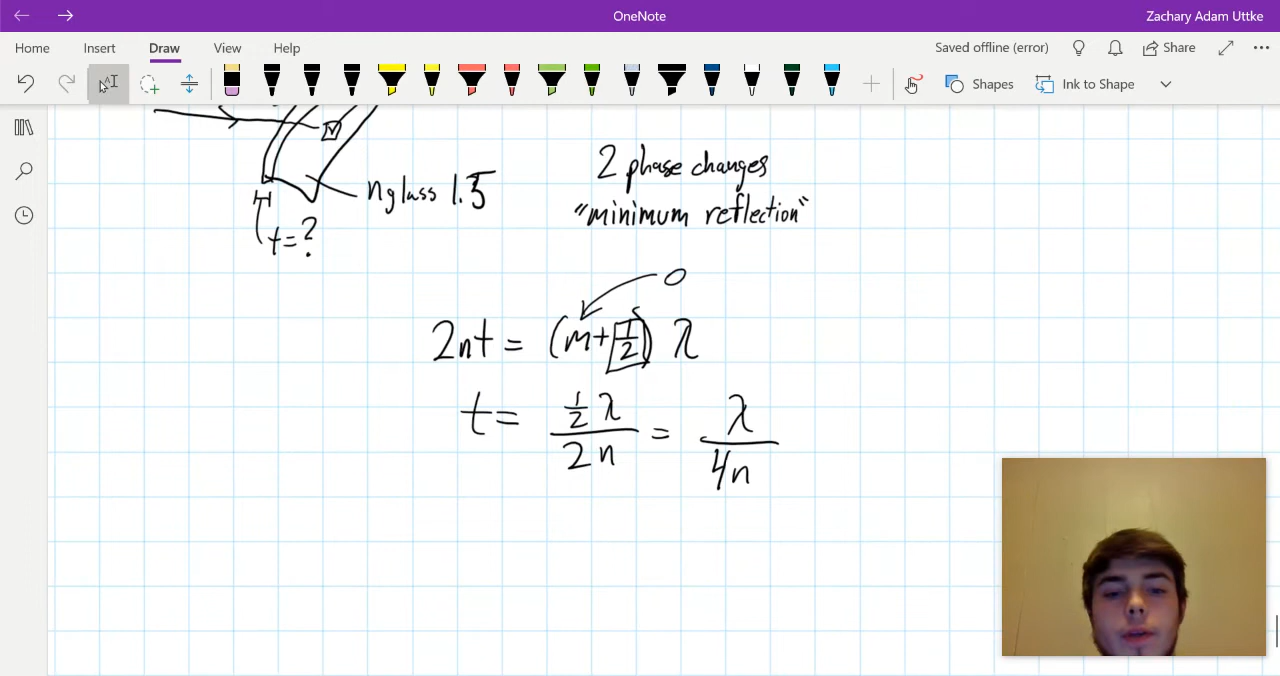 OneNote
Zachary Adam Uttke
Home Insert Draw View Help
Saved offline (error)
Share
Shapes
Ink to Shape
2 phase changes
"minimum reflection"
nglass 1.5
t=?
0
2nt = (m+1/2) λ
t= ½λ/2n = λ/4n